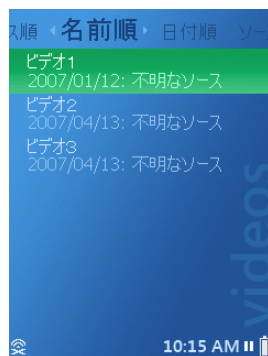 ス順 名前順 日付順 ソー
ビデオ1
2007/01/12: 不明なソース
ビデオ2
2007/04/13: 不明なソース
ビデオ3
2007/04/13: 不明なソース
videos
10:15 AM